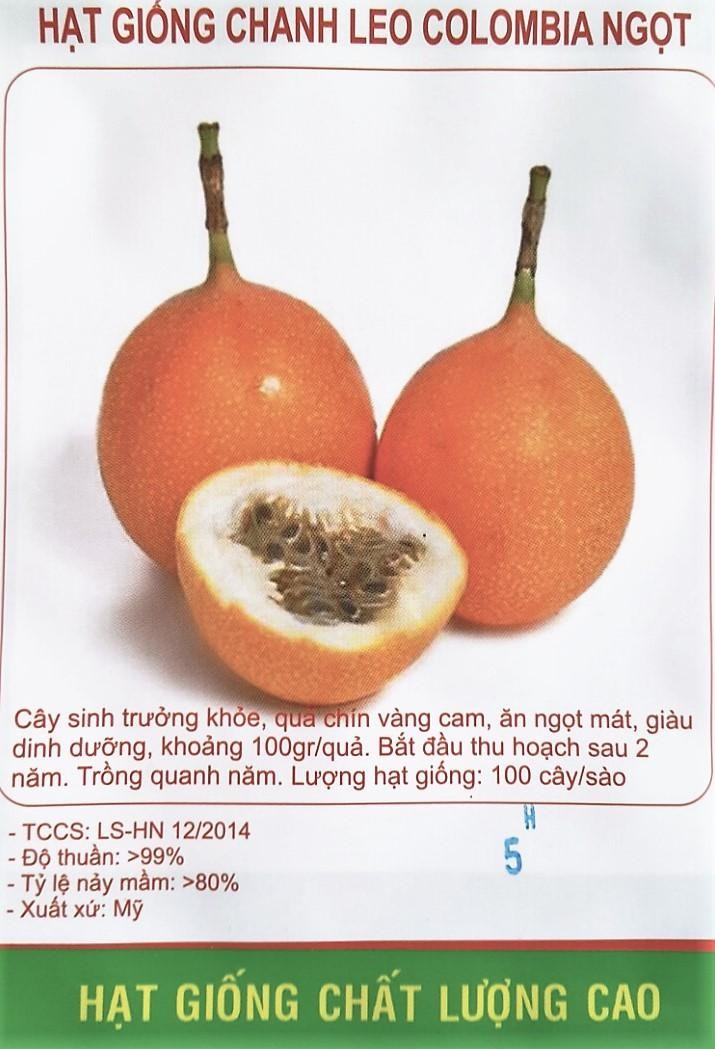 HẠT GIỐNG CHANH LEO COLOMBIA NGỌT
Cây sinh trưởng khỏe, quả chín vàng cam, ăn ngọt mát, giàu
dinh dưỡng, khoảng 100gr/quả. Bắt đầu thu hoạch sau 2
năm. Trồng quanh năm. Lượng hạt giống: 100 cây/sào
- TCCS: LS-HN 12/2014
- Độ thuần: >99%
- Tỷ lệ nảy mầm: >80%
- Xuất xứ: Mỹ
H
5
HẠT GIỐNG CHẤT LƯỢNG CAO